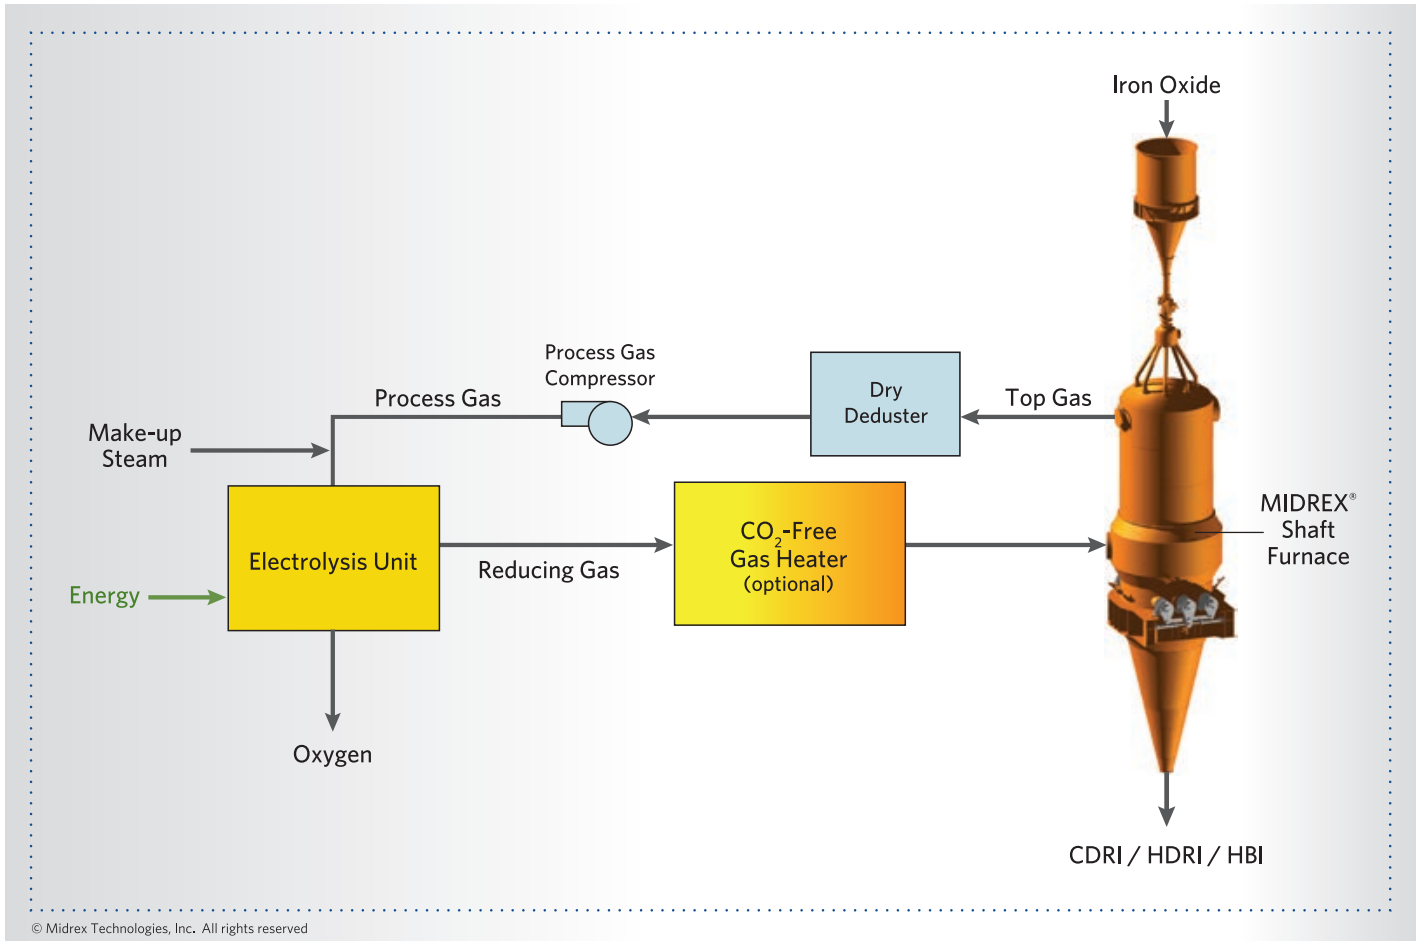 Iron Oxide
Process Gas
Compressor
Dry
Deduster
Top Gas
Process Gas
Make-up
Steam
MIDREX®
Shaft
Furnace
CO₂-Free
Gas Heater
(optional)
Electrolysis Unit
Reducing Gas
Energy
Oxygen
CDRI / HDRI / HBI
© Midrex Technologies, Inc. All rights reserved